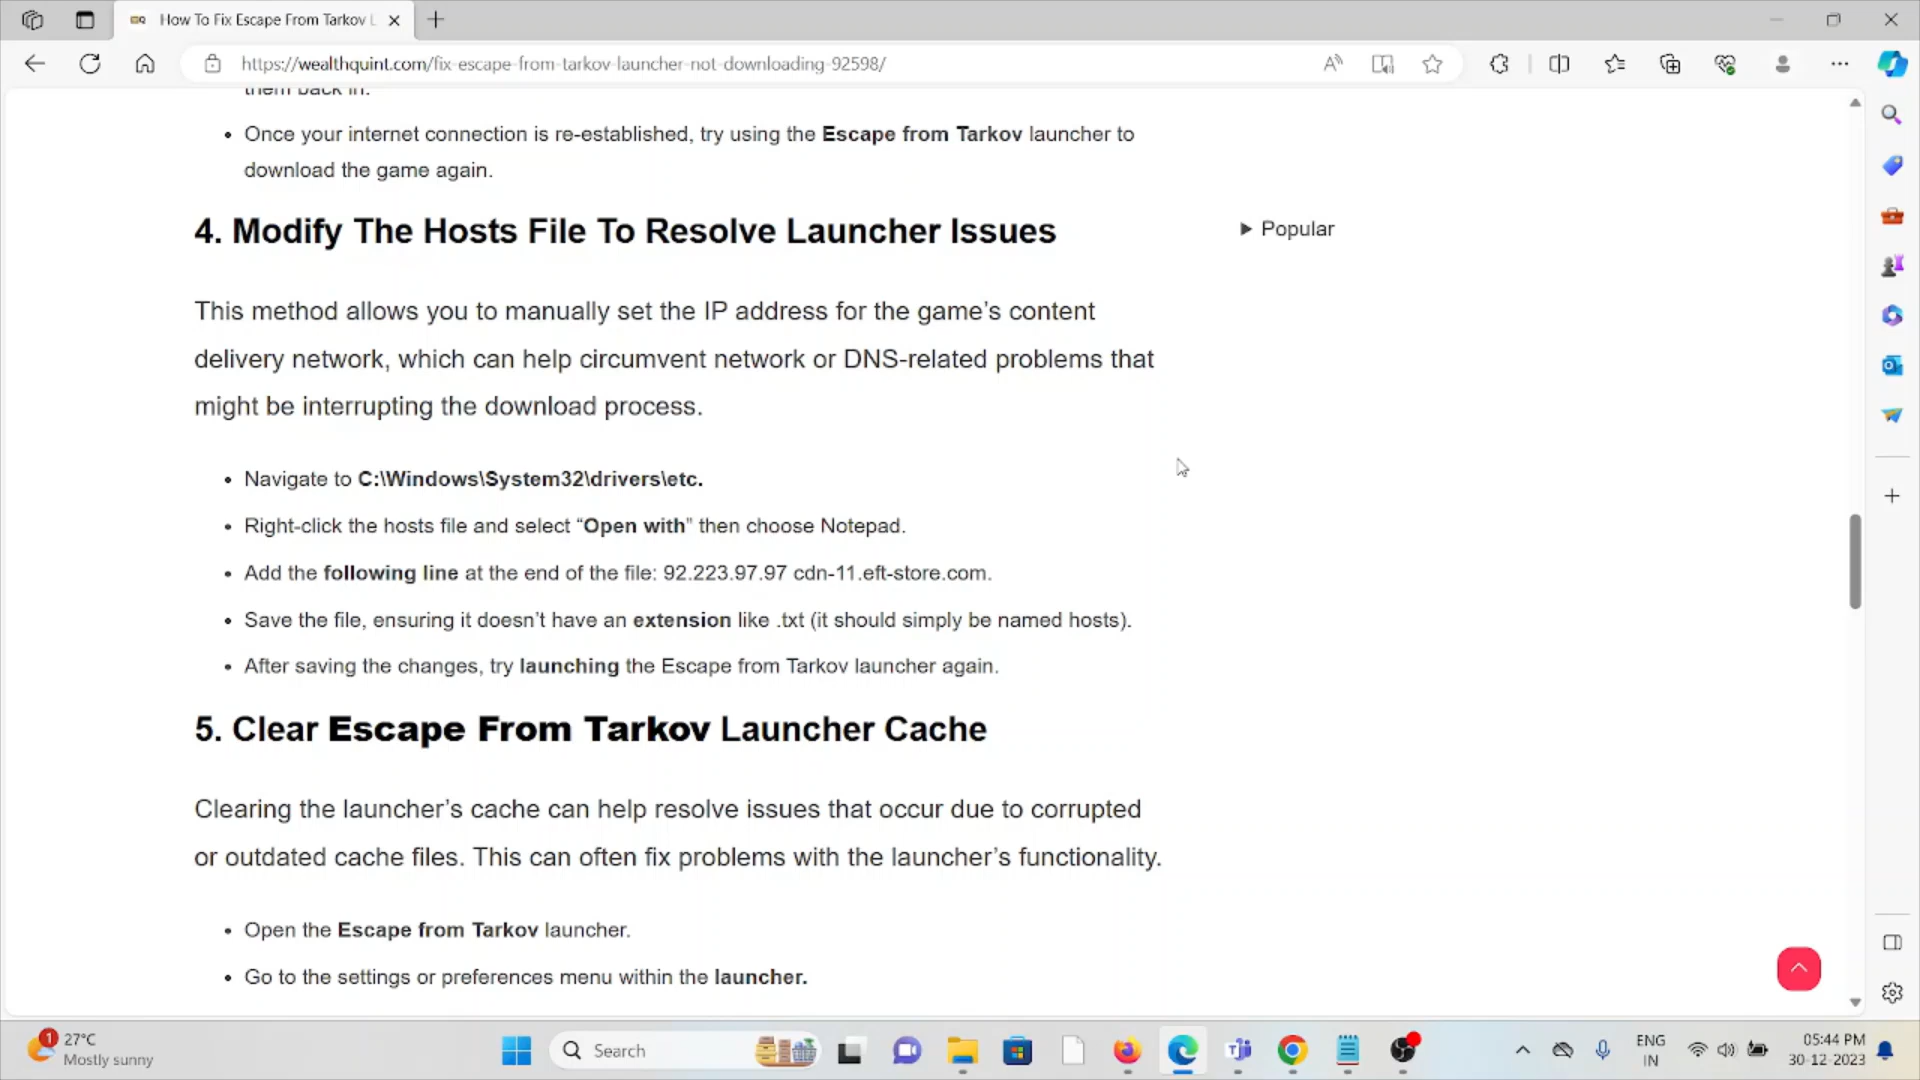 How To Fix Escape From Tarkov L
https://wealthquint.com/fix-escape-from-tarkov-launcher-not-downloading-92598/
them back in.
• Once your internet connection is re-established, try using the Escape from Tarkov launcher to
download the game again.
4. Modify The Hosts File To Resolve Launcher Issues
▶ Popular
This method allows you to manually set the IP address for the game’s content
delivery network, which can help circumvent network or DNS-related problems that
might be interrupting the download process.
• Navigate to C:\Windows\System32\drivers\etc.
• Right-click the hosts file and select “Open with” then choose Notepad.
• Add the following line at the end of the file: 92.223.97.97 cdn-11.eft-store.com.
• Save the file, ensuring it doesn’t have an extension like .txt (it should simply be named hosts).
• After saving the changes, try launching the Escape from Tarkov launcher again.
5. Clear Escape From Tarkov Launcher Cache
Clearing the launcher’s cache can help resolve issues that occur due to corrupted
or outdated cache files. This can often fix problems with the launcher’s functionality.
• Open the Escape from Tarkov launcher.
• Go to the settings or preferences menu within the launcher.
1
27°C
Mostly sunny
Search
ENG
IN
05:44 PM
30-12-2023